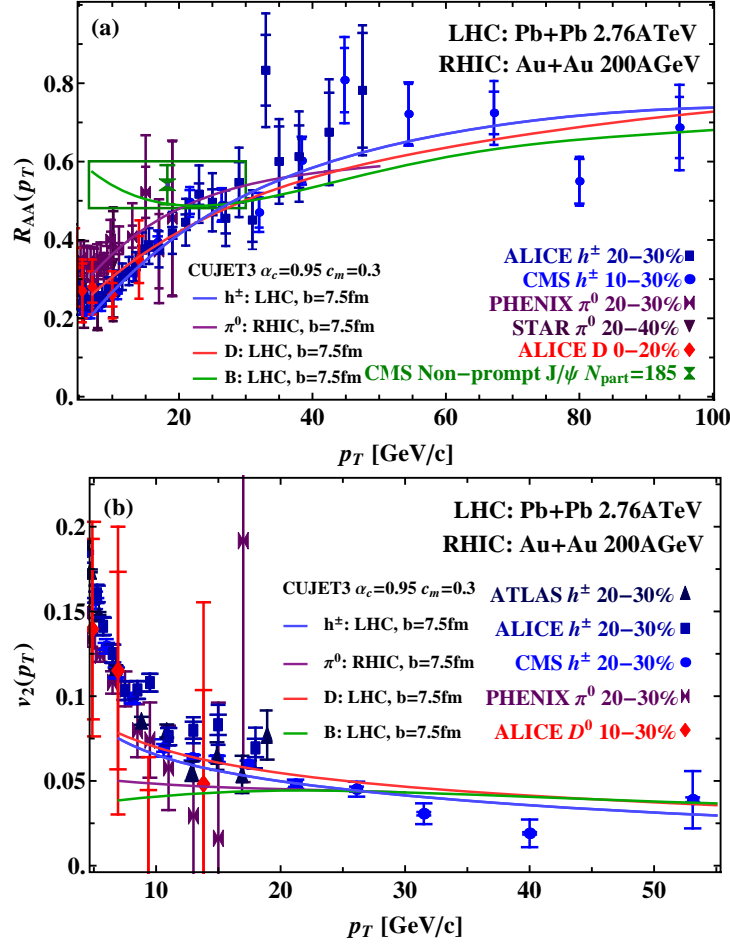 (a)
LHC: Pb+Pb 2.76ATeV
RHIC: Au+Au 200AGeV
R_AA(p_T)
0.8
0.6
0.4
0.2
0.
CUJET3 α_c=0.95 c_m=0.3
h±: LHC, b=7.5fm
π⁰: RHIC, b=7.5fm
D: LHC, b=7.5fm
B: LHC, b=7.5fm
ALICE h± 20−30%
CMS h± 10−30%
PHENIX π⁰ 20−30%
STAR π⁰ 20−40%
ALICE D 0−20%
CMS Non−prompt J/ψ N_part=185
20 40 60 80 100
p_T [GeV/c]
(b)
LHC: Pb+Pb 2.76ATeV
RHIC: Au+Au 200AGeV
v_2(p_T)
0.2
0.15
0.1
0.05
0.
CUJET3 α_c=0.95 c_m=0.3
h±: LHC, b=7.5fm
π⁰: RHIC, b=7.5fm
D: LHC, b=7.5fm
B: LHC, b=7.5fm
ATLAS h± 20−30%
ALICE h± 20−30%
CMS h± 20−30%
PHENIX π⁰ 20−30%
ALICE D⁰ 10−30%
10 20 30 40 50
p_T [GeV/c]